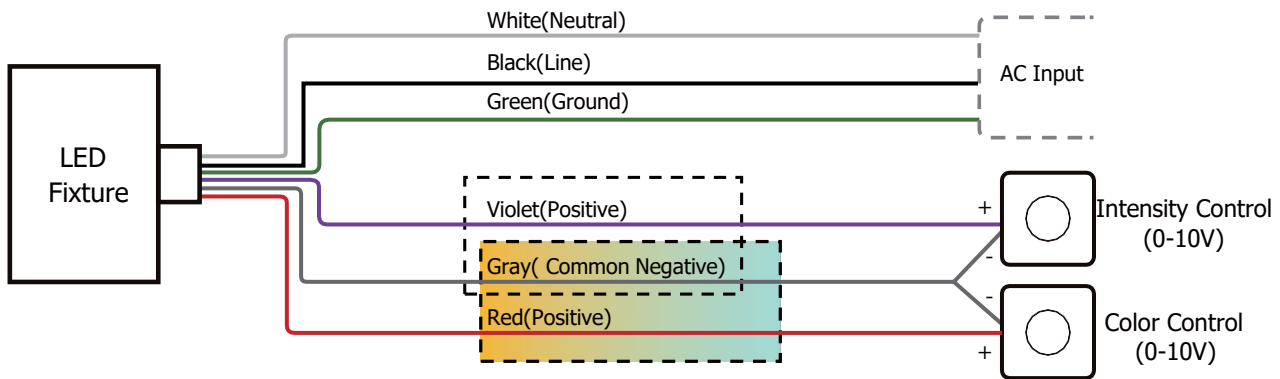 White(Neutral)
Black(Line)
Green(Ground)
AC Input
LED
Fixture
Violet(Positive)
+
Intensity Control
(0-10V)
-
Gray( Common Negative)
-
Red(Positive)
Color Control
(0-10V)
+